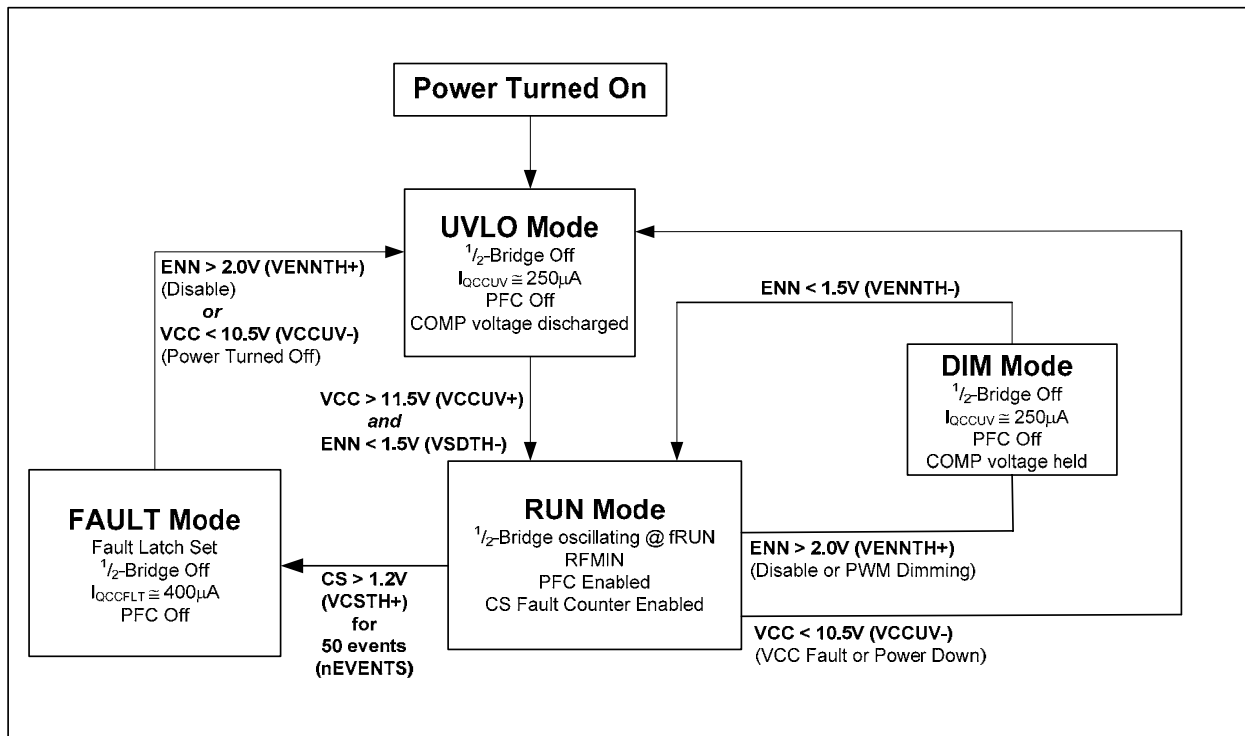 Power Turned On
UVLO Mode
1/2-Bridge Off
IQCCUV ≅ 250µA
PFC Off
COMP voltage discharged
ENN > 2.0V (VENNTH+)
(Disable)
or
VCC < 10.5V (VCCUV-)
(Power Turned Off)
ENN < 1.5V (VENNTH-)
DIM Mode
1/2-Bridge Off
IQCCUV ≅ 250µA
PFC Off
COMP voltage held
VCC > 11.5V (VCCUV+)
and
ENN < 1.5V (VSDTH-)
FAULT Mode
Fault Latch Set
1/2-Bridge Off
IQCCFLT ≅ 400µA
PFC Off
CS > 1.2V
(VCSTH+)
for
50 events
(nEVENTS)
RUN Mode
1/2-Bridge oscillating @ fRUN
RFMIN
PFC Enabled
CS Fault Counter Enabled
ENN > 2.0V (VENNTH+)
(Disable or PWM Dimming)
VCC < 10.5V (VCCUV-)
(VCC Fault or Power Down)